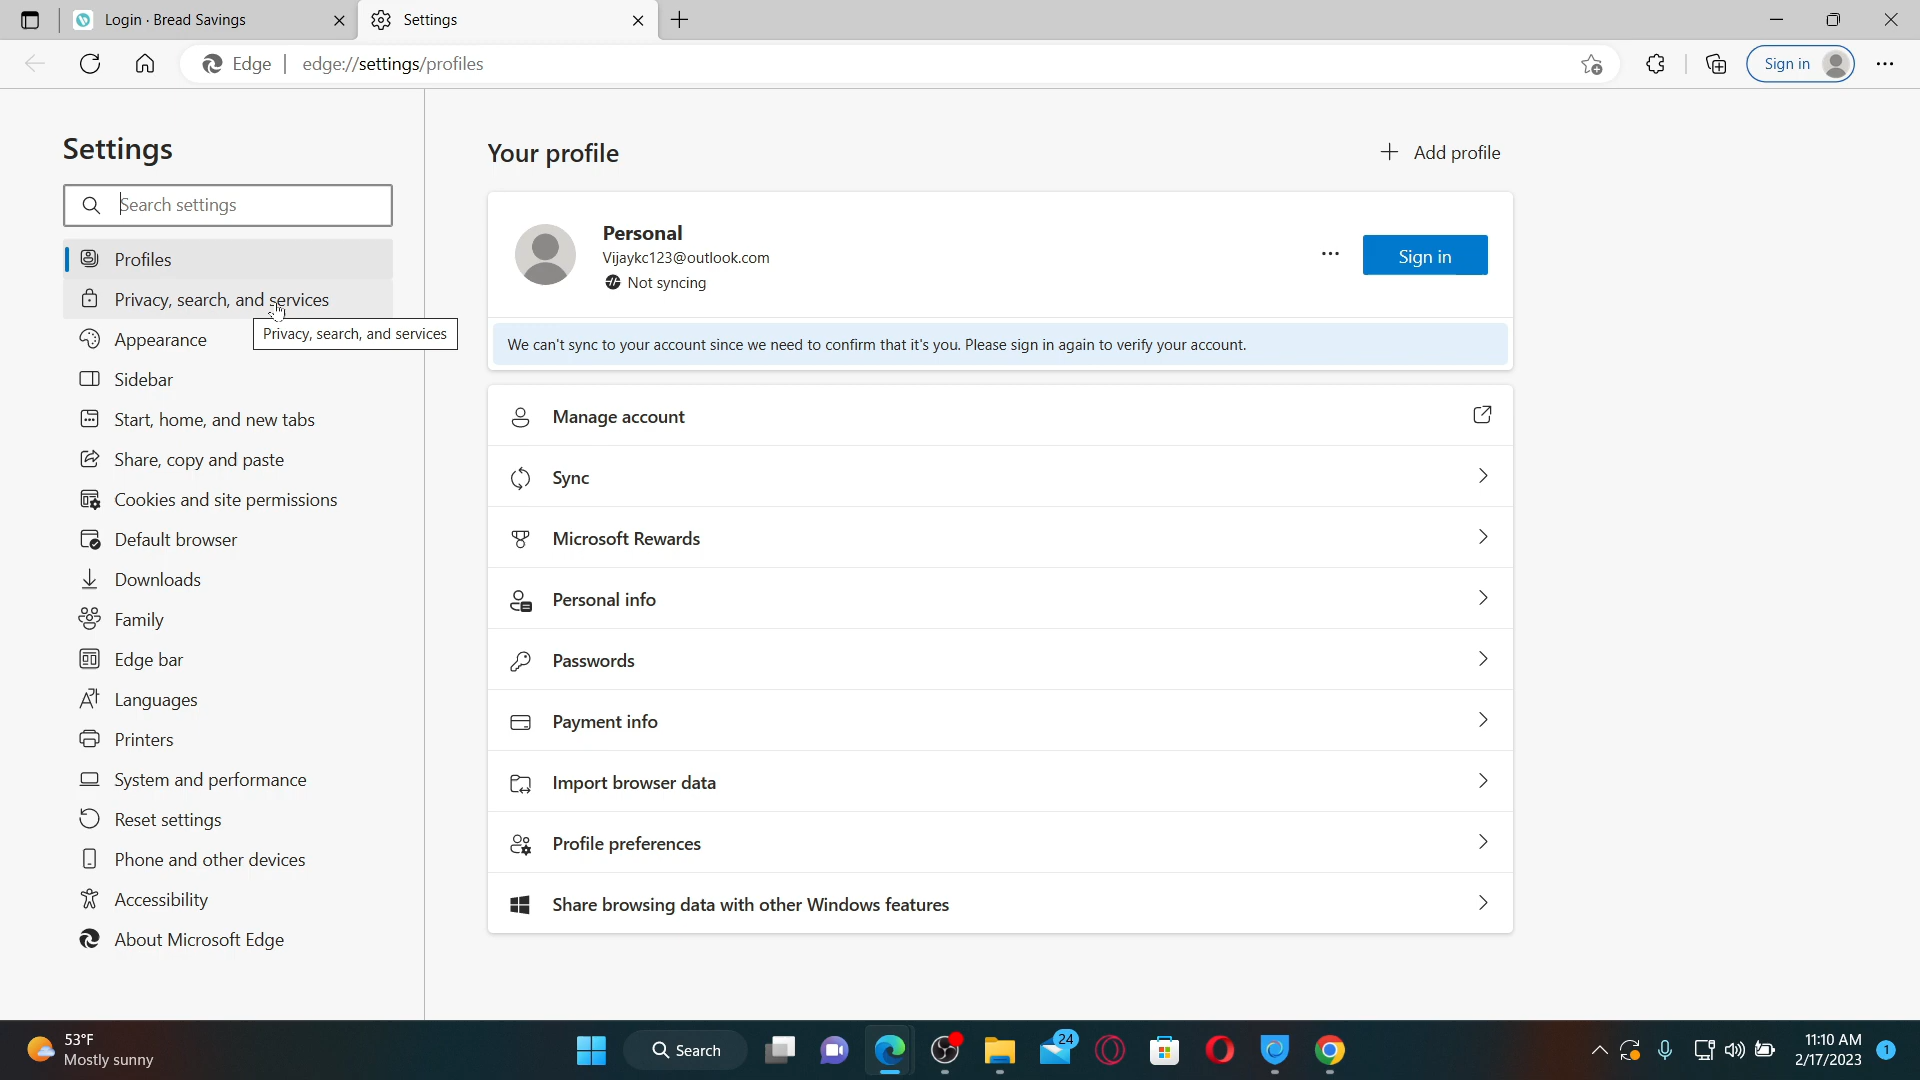 Login · Bread Savings
Settings
Edge
edge://settings/profiles
Sign in
Settings
Search settings
Profiles
Privacy, search, and services
Privacy, search, and services
Appearance
Sidebar
Start, home, and new tabs
Share, copy and paste
Cookies and site permissions
Default browser
Downloads
Family
Edge bar
Languages
Printers
System and performance
Reset settings
Phone and other devices
Accessibility
About Microsoft Edge
Your profile
Add profile
Personal
Vijaykc123@outlook.com
Not syncing
Sign in
We can't sync to your account since we need to confirm that it's you. Please sign in again to verify your account.
Manage account
Sync
Microsoft Rewards
Personal info
Passwords
Payment info
Import browser data
Profile preferences
Share browsing data with other Windows features
53°F
Mostly sunny
Search
24
11:10 AM
2/17/2023
1